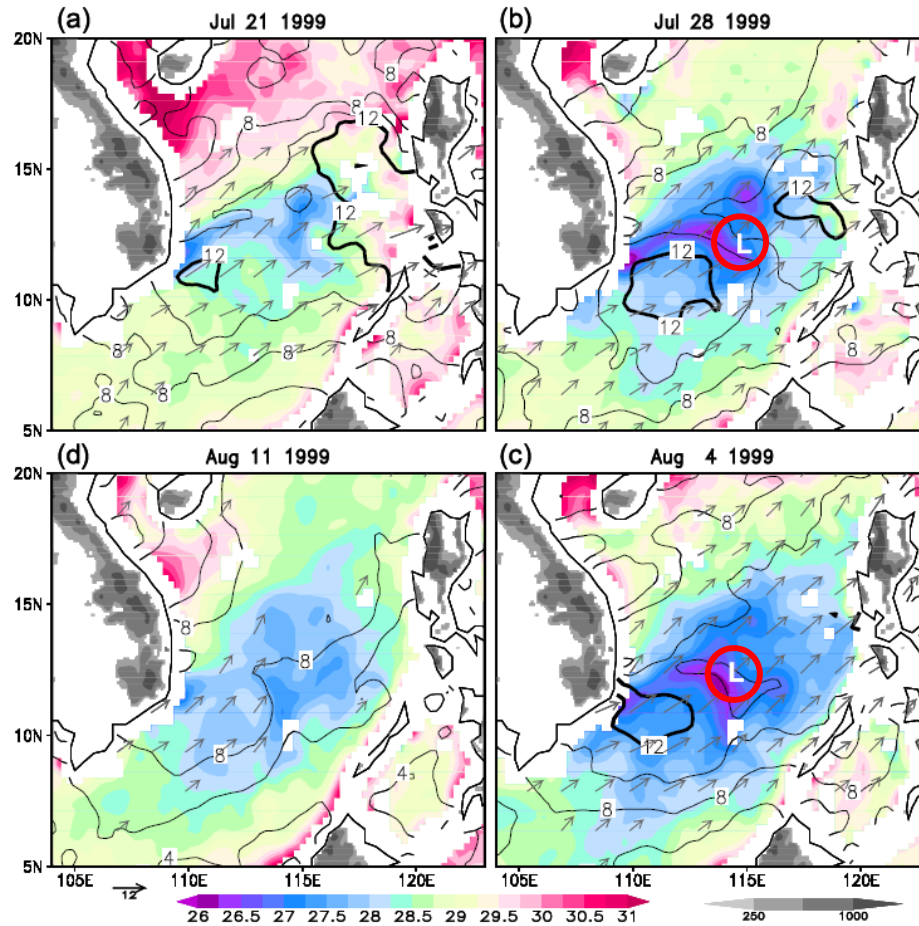 (a) Jul 21 1999
(b) Jul 28 1999
20N
15N
10N
5N
8
8
12
12
12
8
8
8
8
8
12
12
12
L
8
8
8
(d) Aug 11 1999
(c) Aug 4 1999
20N
15N
10N
5N
8
8
8
4
4
8
L
12
8
8
105E 110E 115E 120E
105E 110E 115E 120E
12
26 26.5 27 27.5 28 28.5 29 29.5 30 30.5 31
250 1000